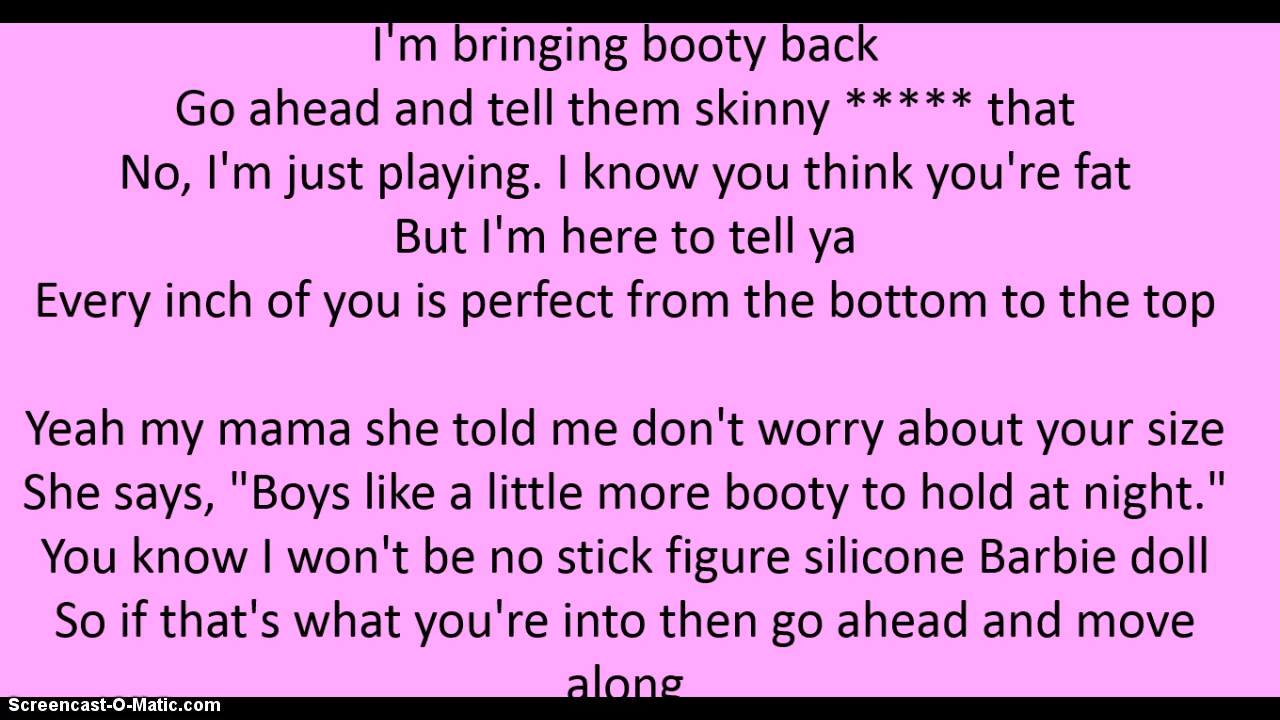 I'm bringing booty back
Go ahead and tell them skinny ***** that
No, I'm just playing. I know you think you're fat
But I'm here to tell ya
Every inch of you is perfect from the bottom to the top
Yeah my mama she told me don't worry about your size
She says, "Boys like a little more booty to hold at night."
You know I won't be no stick figure silicone Barbie doll
So if that's what you're into then go ahead and move
along
Screencast-O-Matic.com